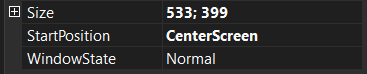 Size 533; 399
StartPosition CenterScreen
WindowState Normal